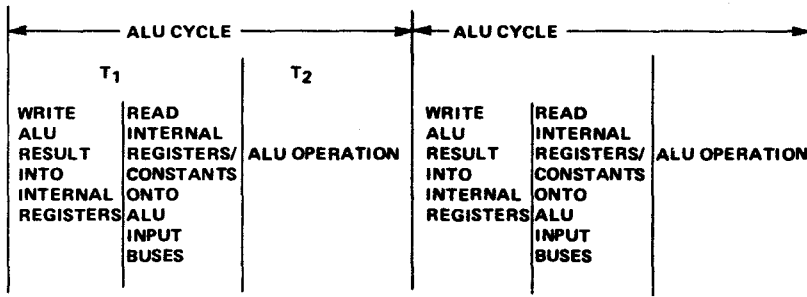 ALU CYCLE ALU CYCLE
T1 T2
WRITE READ WRITE READ
ALU INTERNAL ALU INTERNAL
RESULT REGISTERS/ ALU OPERATION RESULT REGISTERS/ ALU OPERATION
INTO CONSTANTS INTO CONSTANTS
INTERNAL ONTO INTERNAL ONTO
REGISTERS ALU REGISTERS ALU
INPUT INPUT
BUSES BUSES